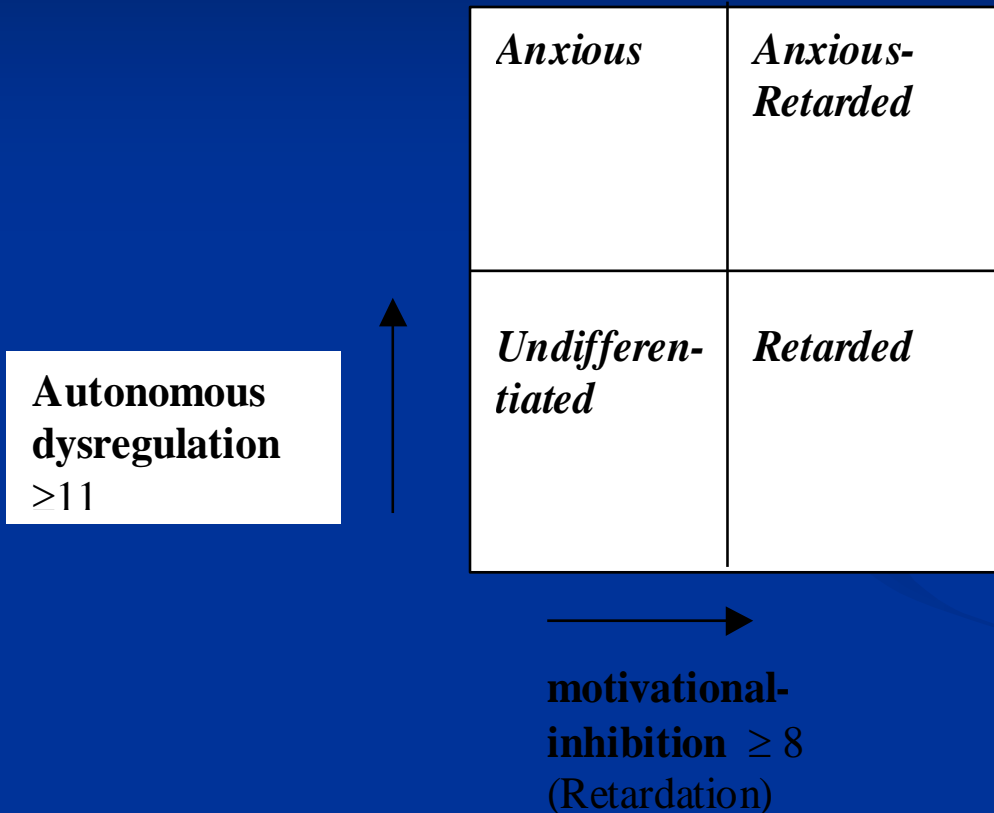 Anxious
Anxious-
Retarded
Undifferen-
tiated
Retarded
Autonomous
dysregulation
≥11
motivational-
inhibition ≥ 8
(Retardation)